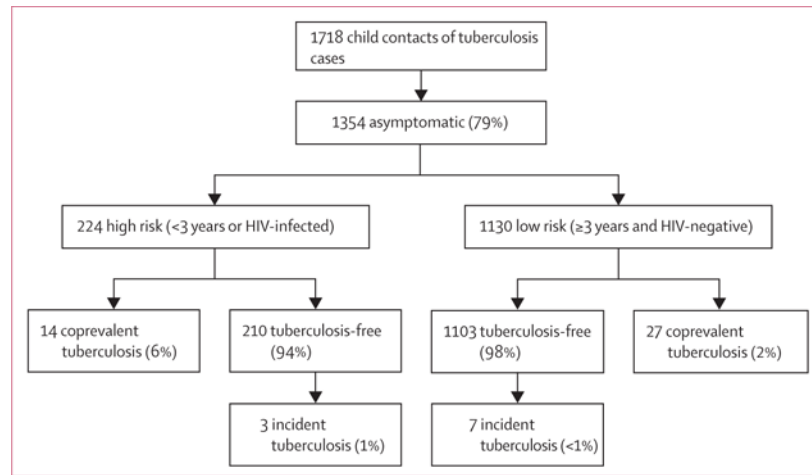 1718 child contacts of tuberculosis
cases
1354 asymptomatic (79%)
224 high risk (<3 years or HIV-infected)
1130 low risk (≥3 years and HIV-negative)
14 coprevalent
tuberculosis (6%)
210 tuberculosis-free
(94%)
1103 tuberculosis-free
(98%)
27 coprevalent
tuberculosis (2%)
3 incident
tuberculosis (1%)
7 incident
tuberculosis (<1%)